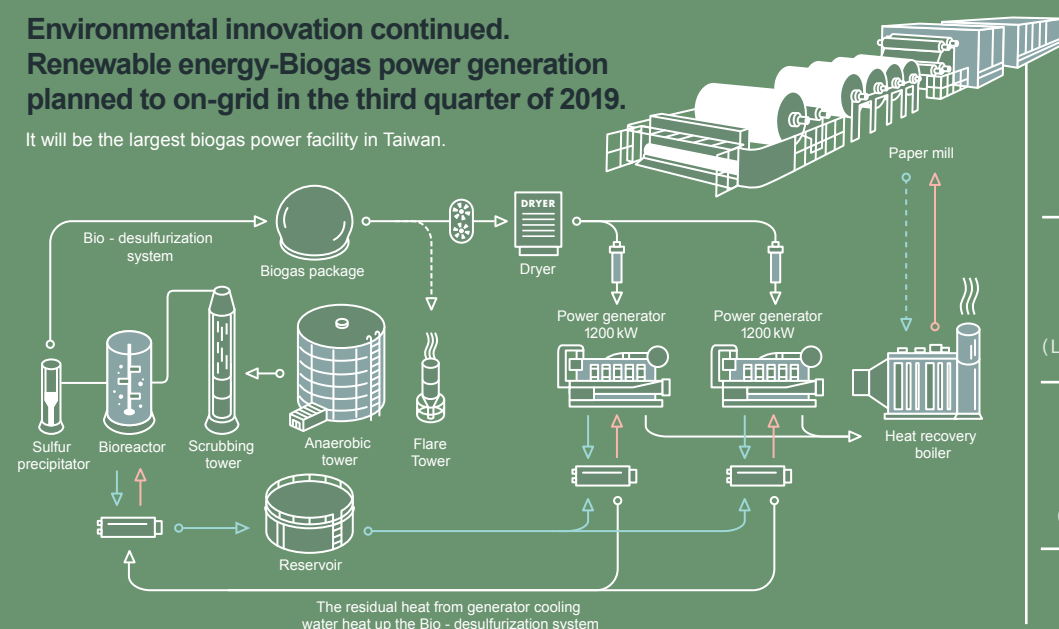 Environmental innovation continued.
Renewable energy-Biogas power generation
planned to on-grid in the third quarter of 2019.
It will be the largest biogas power facility in Taiwan.
Paper mill
Bio - desulfurization
system
Biogas package
DRYER
Dryer
Power generator
1200 kW
Power generator
1200 kW
(L
Sulfur
precipitator
Bioreactor
Scrubbing
tower
Anaerobic
tower
Flare
Tower
Heat recovery
boiler
Reservoir
The residual heat from generator cooling
water heat up the Bio - desulfurization system